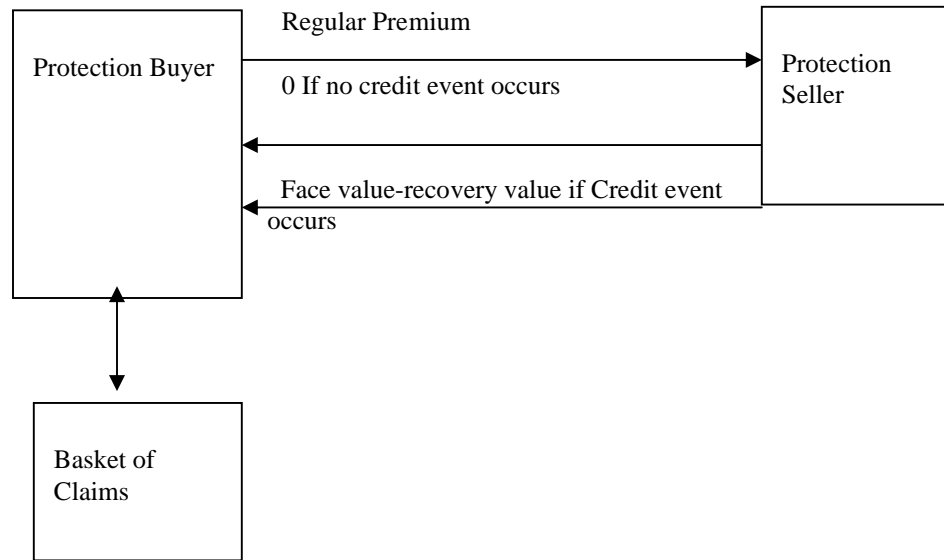 Regular Premium
Protection Buyer
Protection
Seller
0 If no credit event occurs
Face value-recovery value if Credit event
occurs
Basket of
Claims